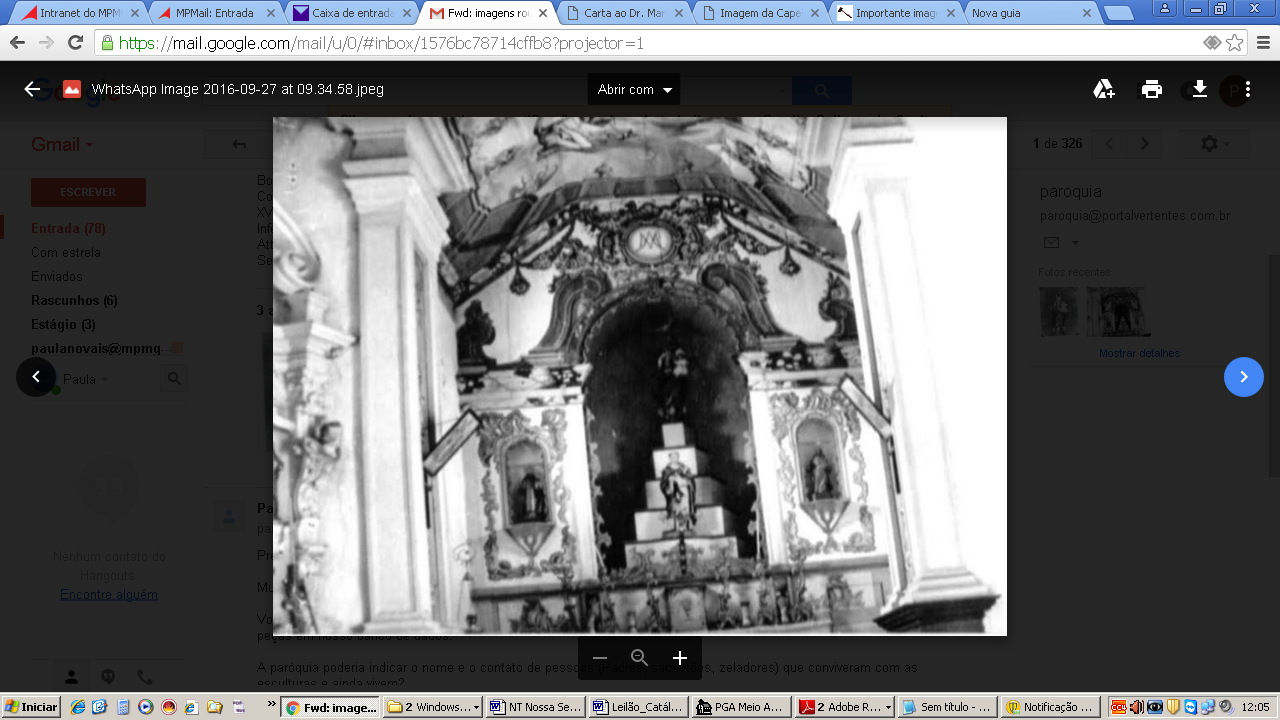 Intranet do MPM
MPMail: Entrada
Caixa de entrade
Fwd: imagens rou
Carta ao Dr. Mar
Imagem da Cape
Importante imag
Nova guia
https://mail.google.com/mail/u/0/#inbox/1576bc78714cffb8?projector=1
WhatsApp Image 2016-09-27 at 09.34.58.jpeg
Abrir com
Gmail
1 de 326
ESCREVER
Entrada (78)
Com estrela
Enviados
Rascunhos (6)
Estágio (3)
paulanovais@mpmg
Paula
paroquia
paroquia@portalvertentes.com.br
Fotos recentes
Mostrar detalhes
Nenhum contato do
Hangouts
Encontre alguém
peças em nosso banco de dados.
A paróquia poderia indicar o nome e o contato de
zeladores) que conviveram com as
esculturas e ainda vivem?
Iniciar
Fwd: image...
2 Windows...
NT Nossa Se...
Leilão_Catál...
PGA Meio A...
2 Adobe R...
Sem título - ...
Notificação ...
12:05